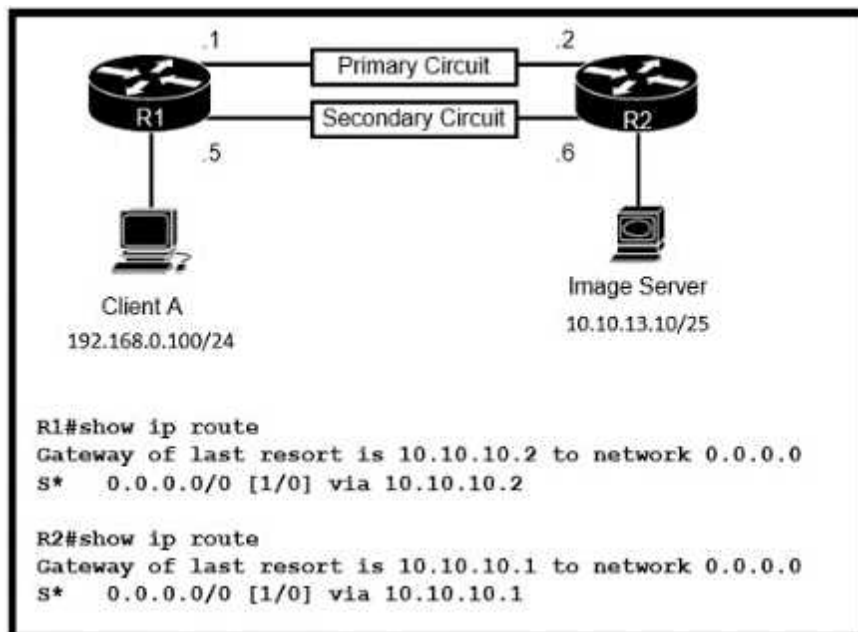 .1
.2
Primary Circuit
R1
Secondary Circuit
R2
.5
.6
Client A
192.168.0.100/24
Image Server
10.10.13.10/25
R1#show ip route
Gateway of last resort is 10.10.10.2 to network 0.0.0.0
S* 0.0.0.0/0 [1/0] via 10.10.10.2
R2#show ip route
Gateway of last resort is 10.10.10.1 to network 0.0.0.0
S* 0.0.0.0/0 [1/0] via 10.10.10.1